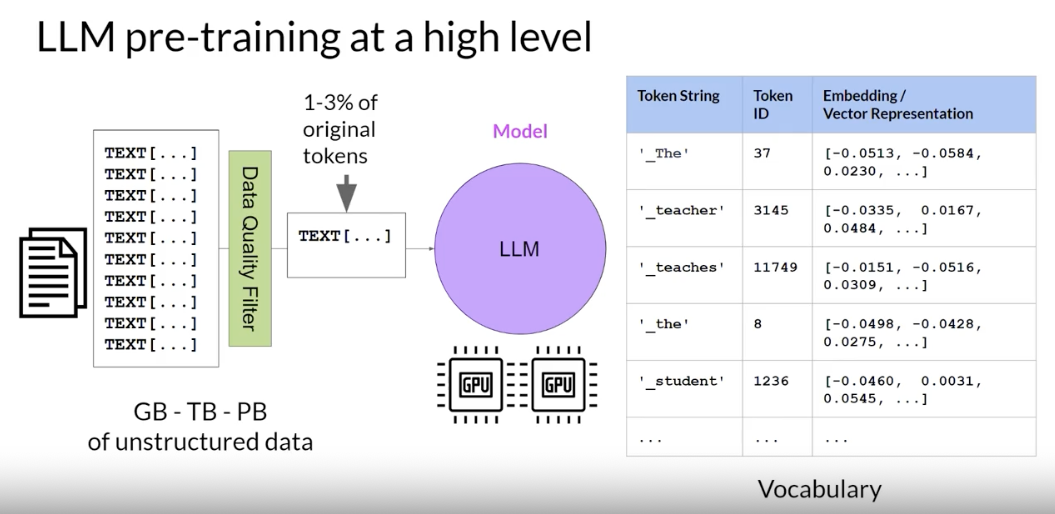 LLM pre-training at a high level
TEXT[...]
TEXT[...]
TEXT[...]
TEXT[...]
TEXT[...]
TEXT[...]
TEXT[...]
TEXT[...]
TEXT[...]
TEXT[...]
GB - TB - PB
of unstructured data
Data Quality Filter
1-3% of
original
tokens
TEXT[...]
Model
LLM
GPU
GPU
Token String
Token
ID
Embedding /
Vector Representation
'_The'
37
[-0.0513, -0.0584,
0.0230, ...]
'_teacher'
3145
[-0.0335, 0.0167,
0.0484, ...]
'_teaches'
11749
[-0.0151, -0.0516,
0.0309, ...]
'_the'
8
[-0.0498, -0.0428,
0.0275, ...]
'_student'
1236
[-0.0460, 0.0031,
0.0545, ...]
...
...
...
Vocabulary